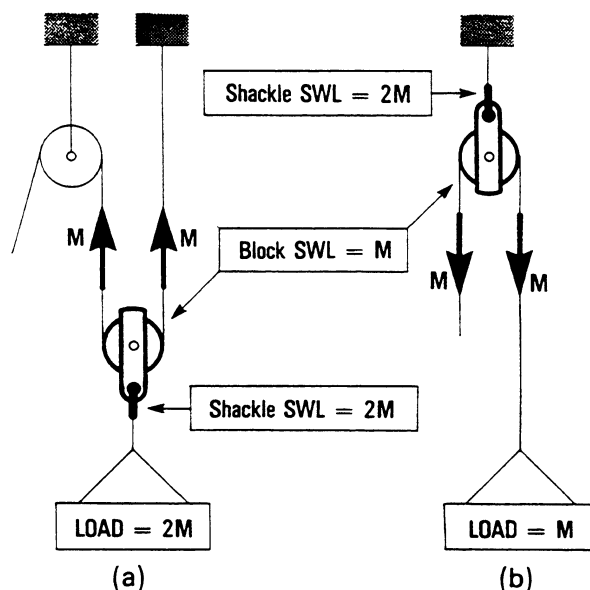 Shackle SWL = 2M
M
M
Block SWL = M
M
M
Shackle SWL = 2M
LOAD = 2M
LOAD = M
(a)
(b)